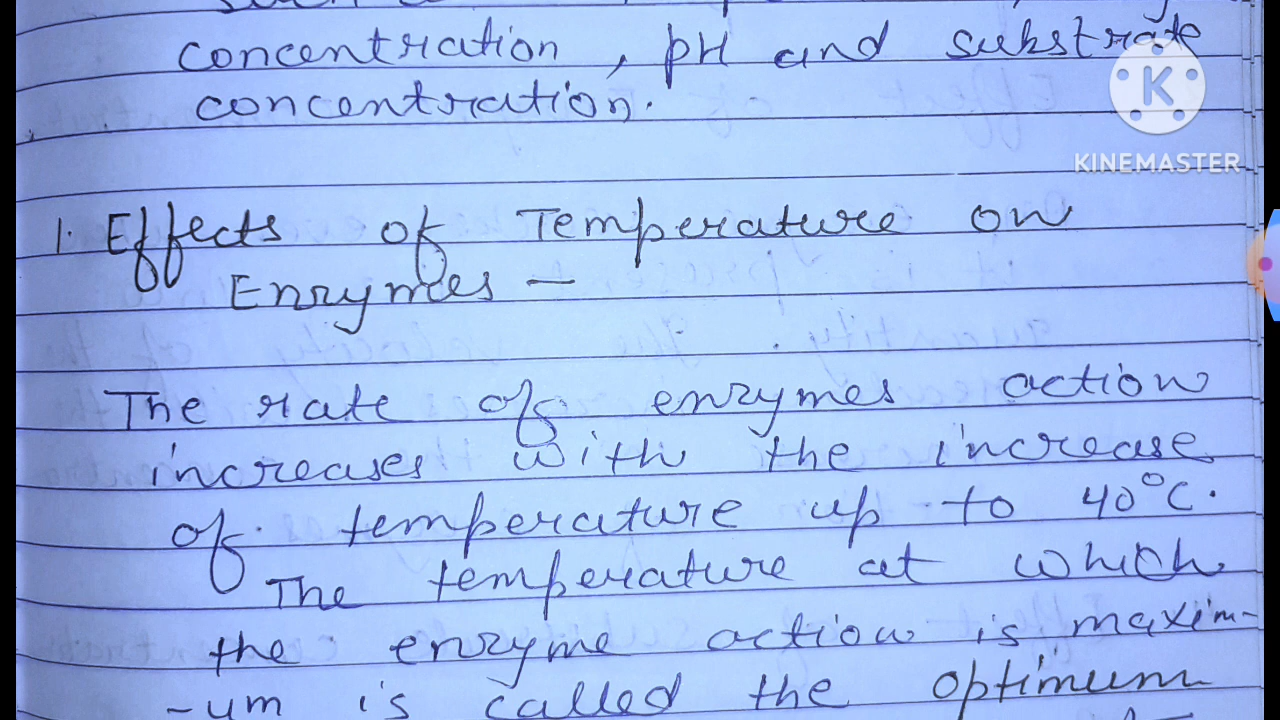 concentration, pH and substrate
concentration.
K
KINEMASTER
1. Effects of Temperature on
Enzymes –
The rate of enzymes action
increases with the increase
of temperature up to 40°C.
The temperature at which
the enzyme action is maxim-
-um is called the optimum